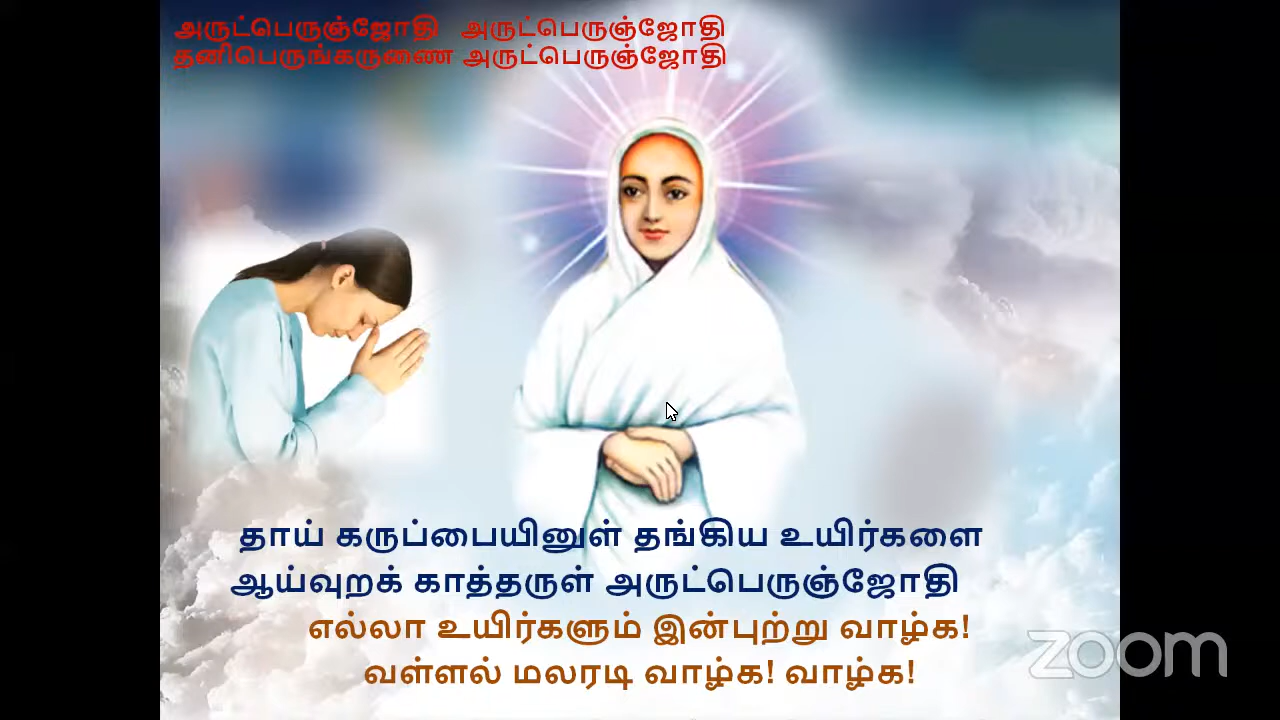 அருட்பெருஞ்ஜோதி அருட்பெருஞ்ஜோதி
தனிபெருங்கருணை அருட்பெருஞ்ஜோதி
தாய் கருப்பையினுள் தங்கிய உயிர்களை
ஆய்வுறக் காத்தருள் அருட்பெருஞ்ஜோதி
எல்லா உயிர்களும் இன்புற்று வாழ்க!
வள்ளல் மலரடி வாழ்க! வாழ்க!
zoom